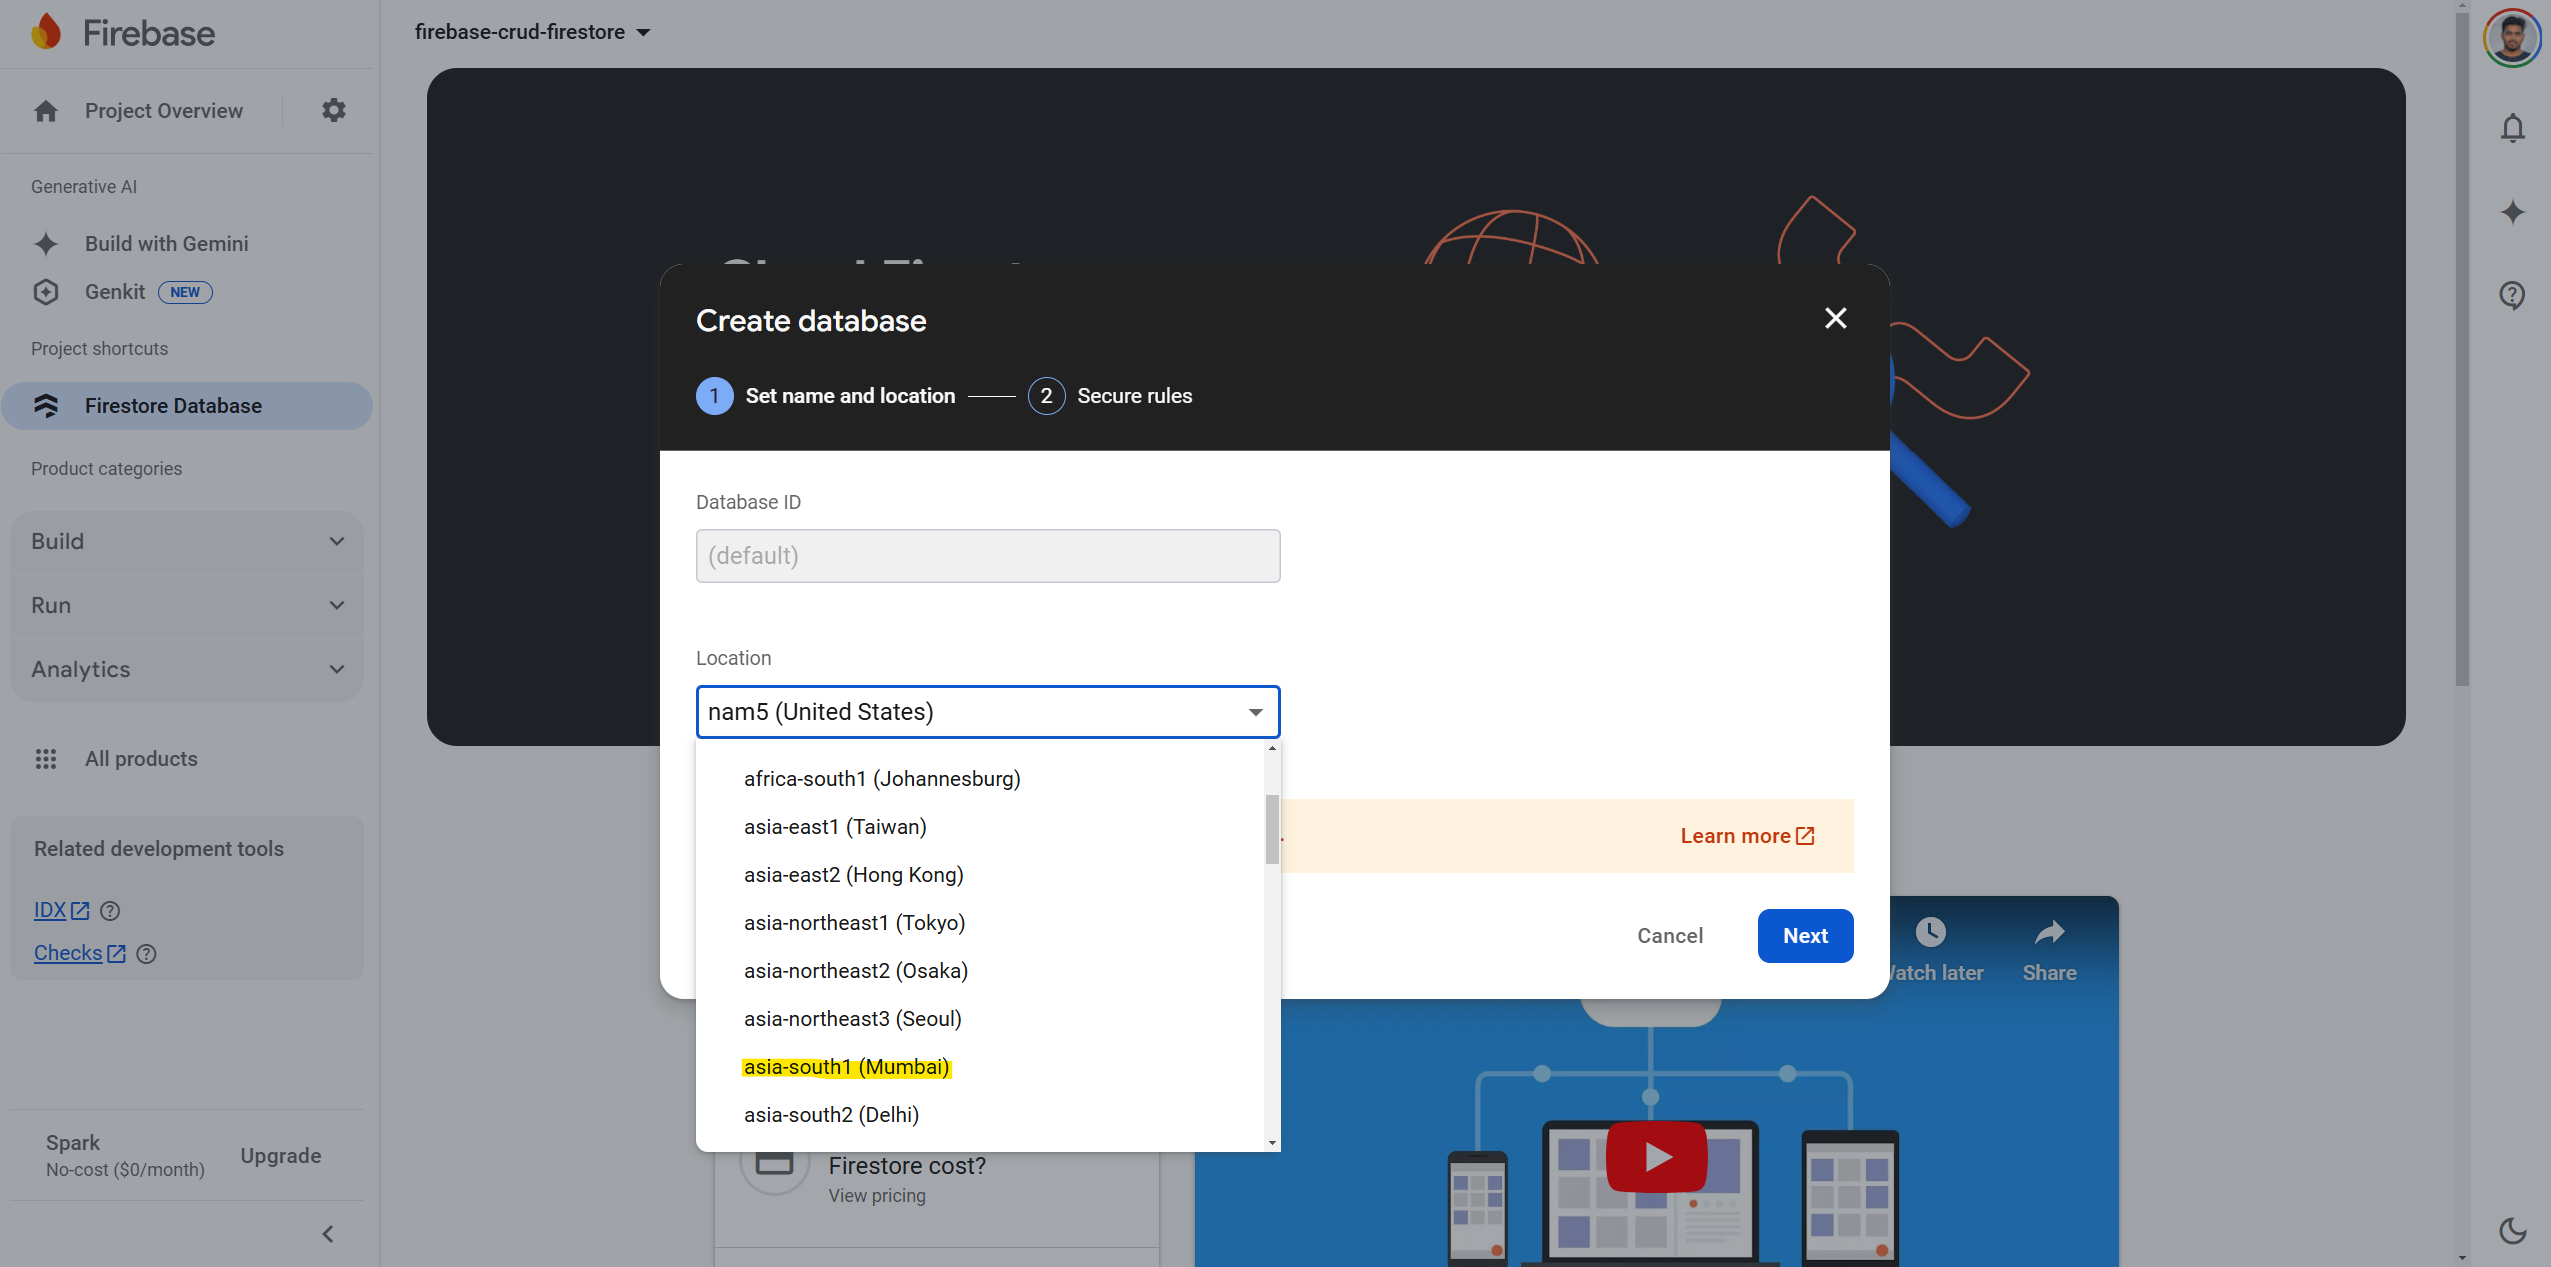 Firebase
firebase-crud-firestore
Project Overview
Generative AI
Build with Gemini
Genkit NEW
Project shortcuts
Firestore Database
Product categories
Build
Run
Analytics
All products
Related development tools
IDX
Checks
Spark
No-cost ($0/month)
Upgrade
Create database
1 Set name and location
2 Secure rules
Database ID
(default)
Location
nam5 (United States)
africa-south1 (Johannesburg)
asia-east1 (Taiwan)
asia-east2 (Hong Kong)
asia-northeast1 (Tokyo)
asia-northeast2 (Osaka)
asia-northeast3 (Seoul)
asia-south1 (Mumbai)
asia-south2 (Delhi)
Learn more
Cancel
Next
later
Share
Firestore cost?
View pricing